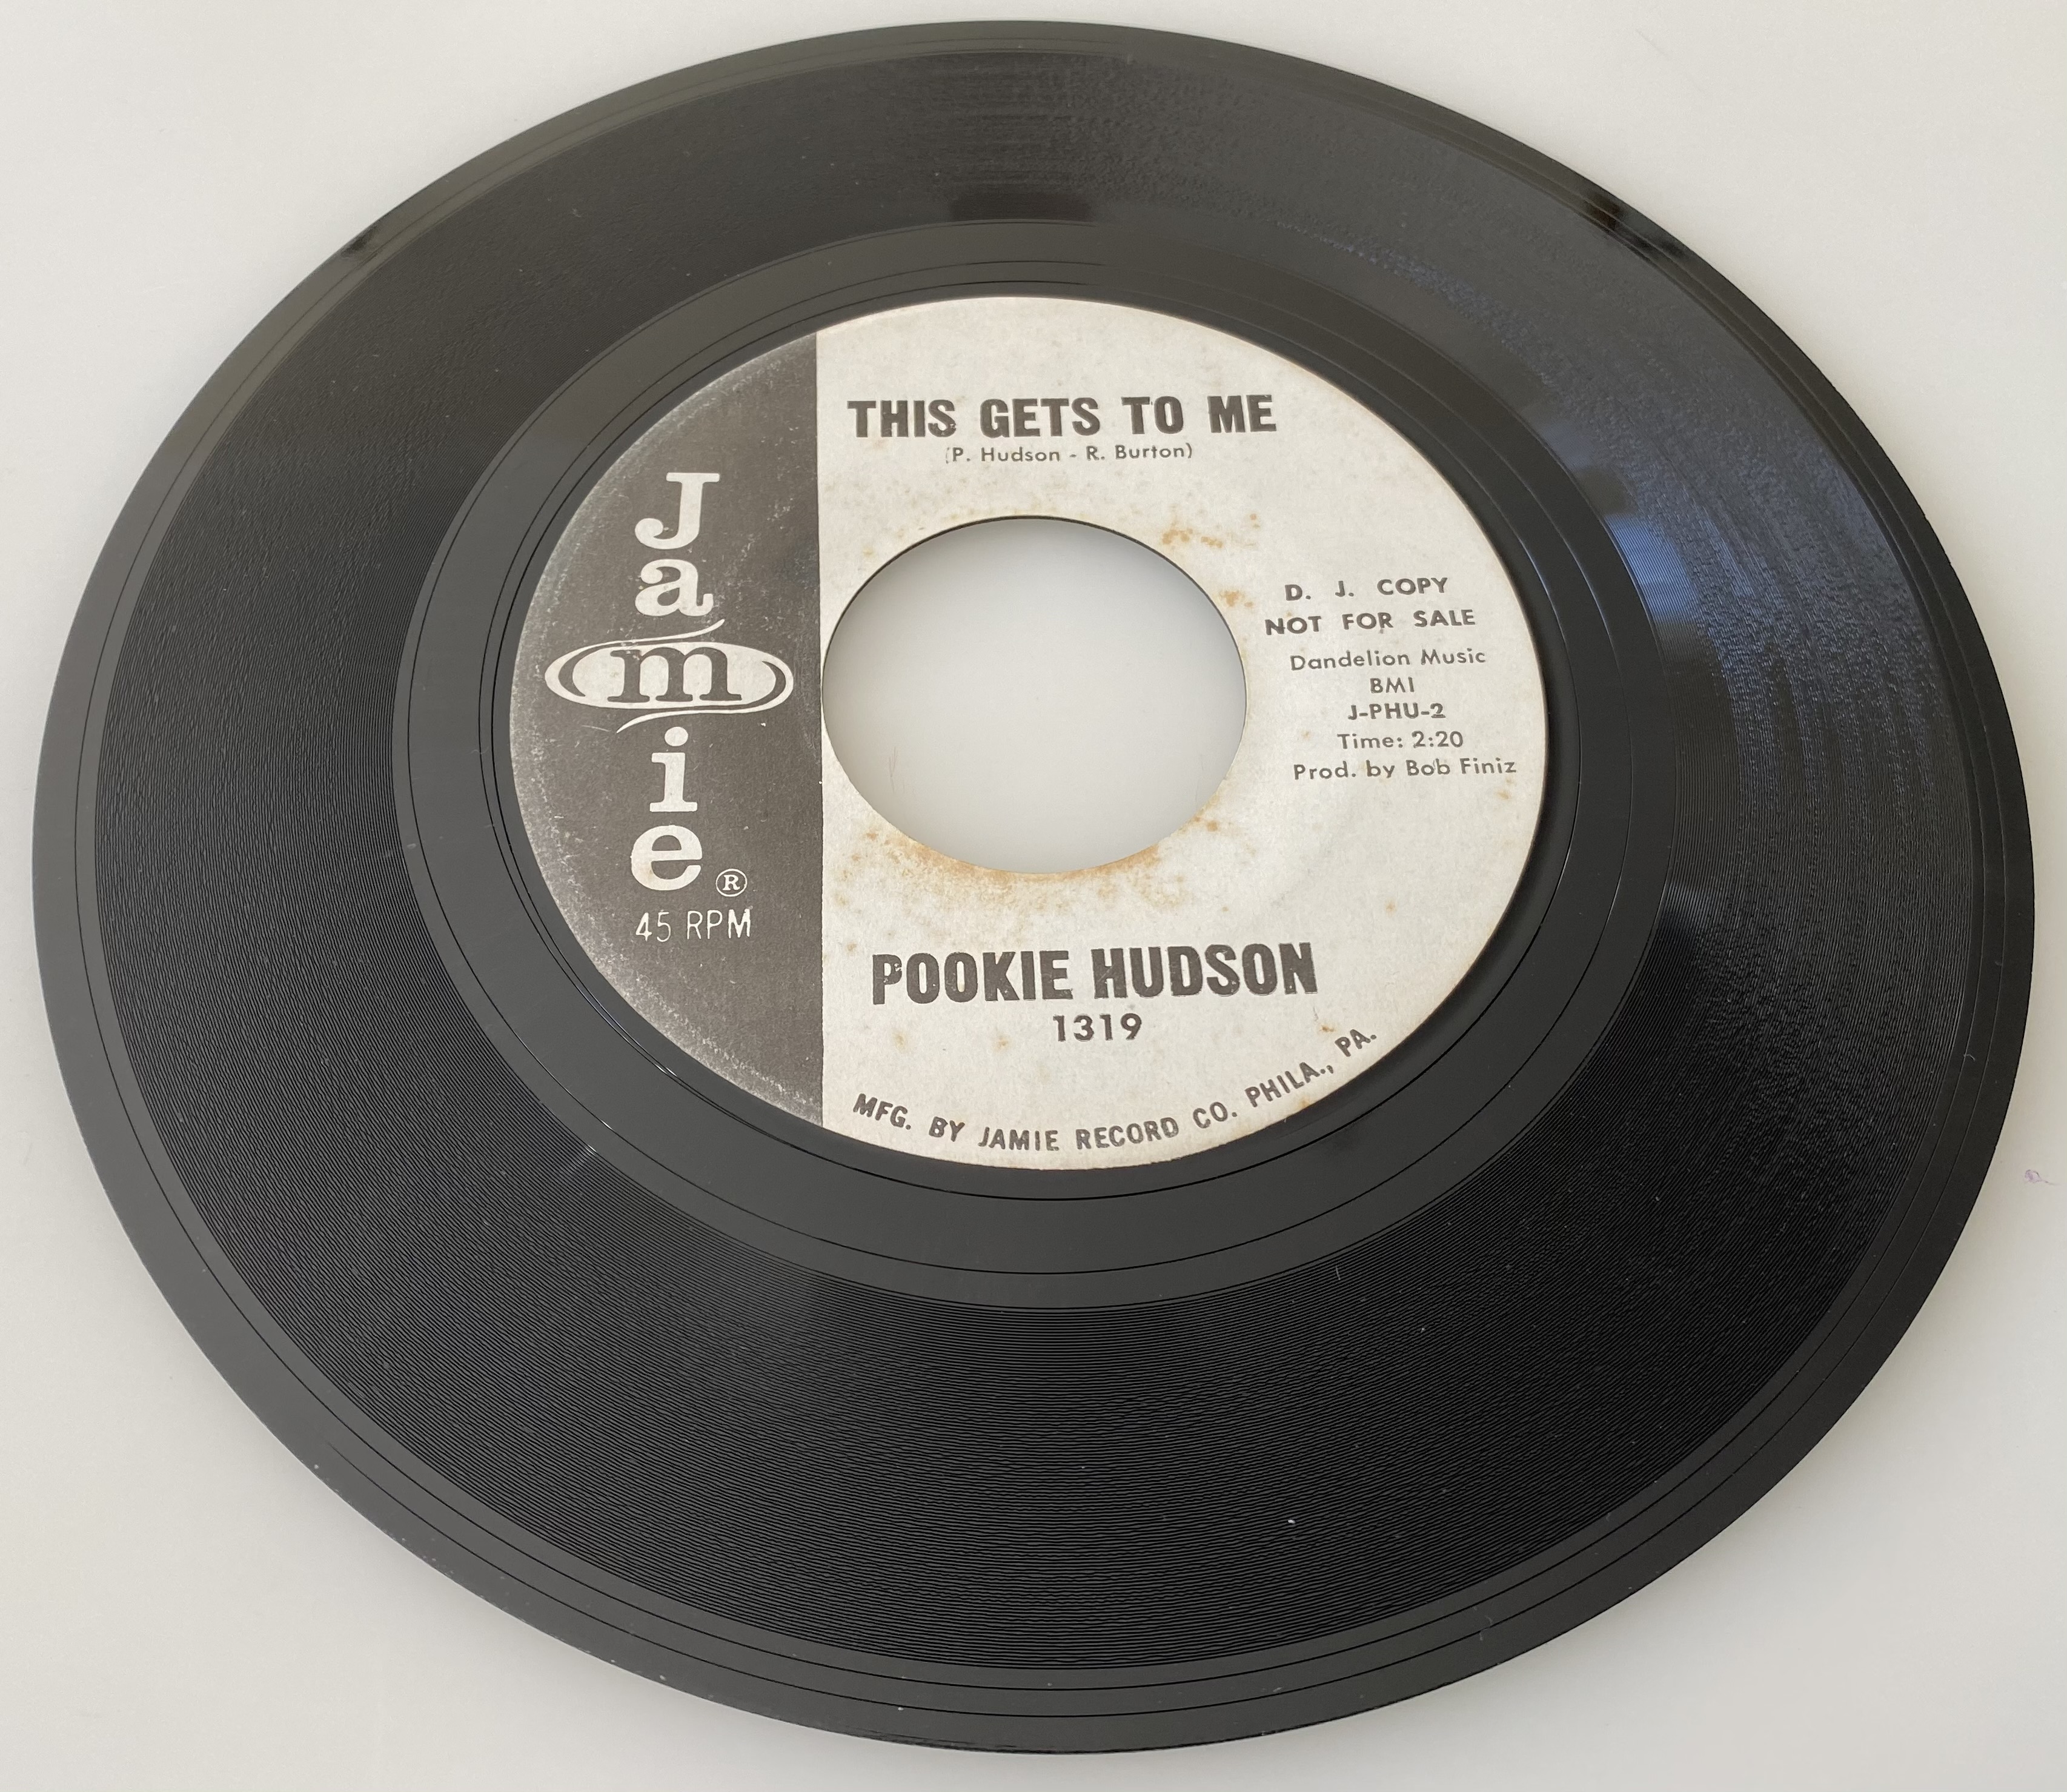 THIS GETS TO ME
(P. Hudson - R. Burton)
Jamie®
45 RPM
D. J. COPY
NOT FOR SALE
Dandelion Music
BMI
J-PHU-2
Time: 2:20
Prod. by Bob Finiz
POOKIE HUDSON
1319
MFG. BY JAMIE RECORD CO. PHILA., PA.